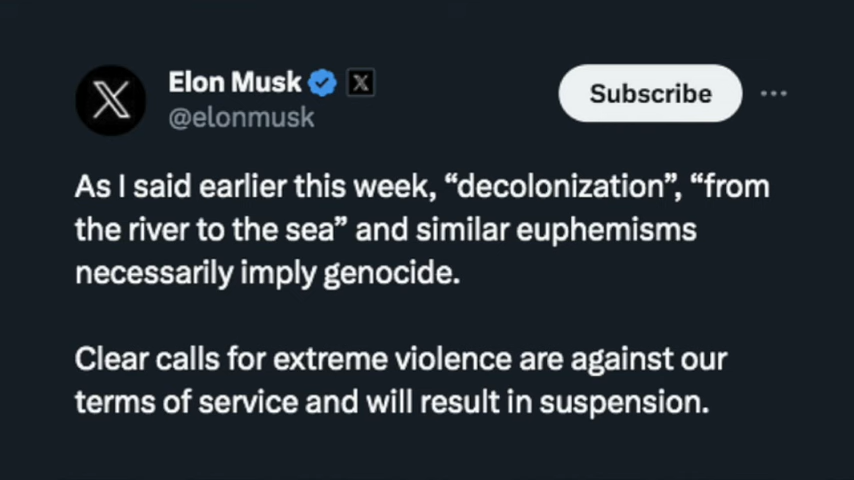 Elon Musk
@elonmusk
Subscribe
As I said earlier this week, “decolonization”, “from
the river to the sea” and similar euphemisms
necessarily imply genocide.
Clear calls for extreme violence are against our
terms of service and will result in suspension.